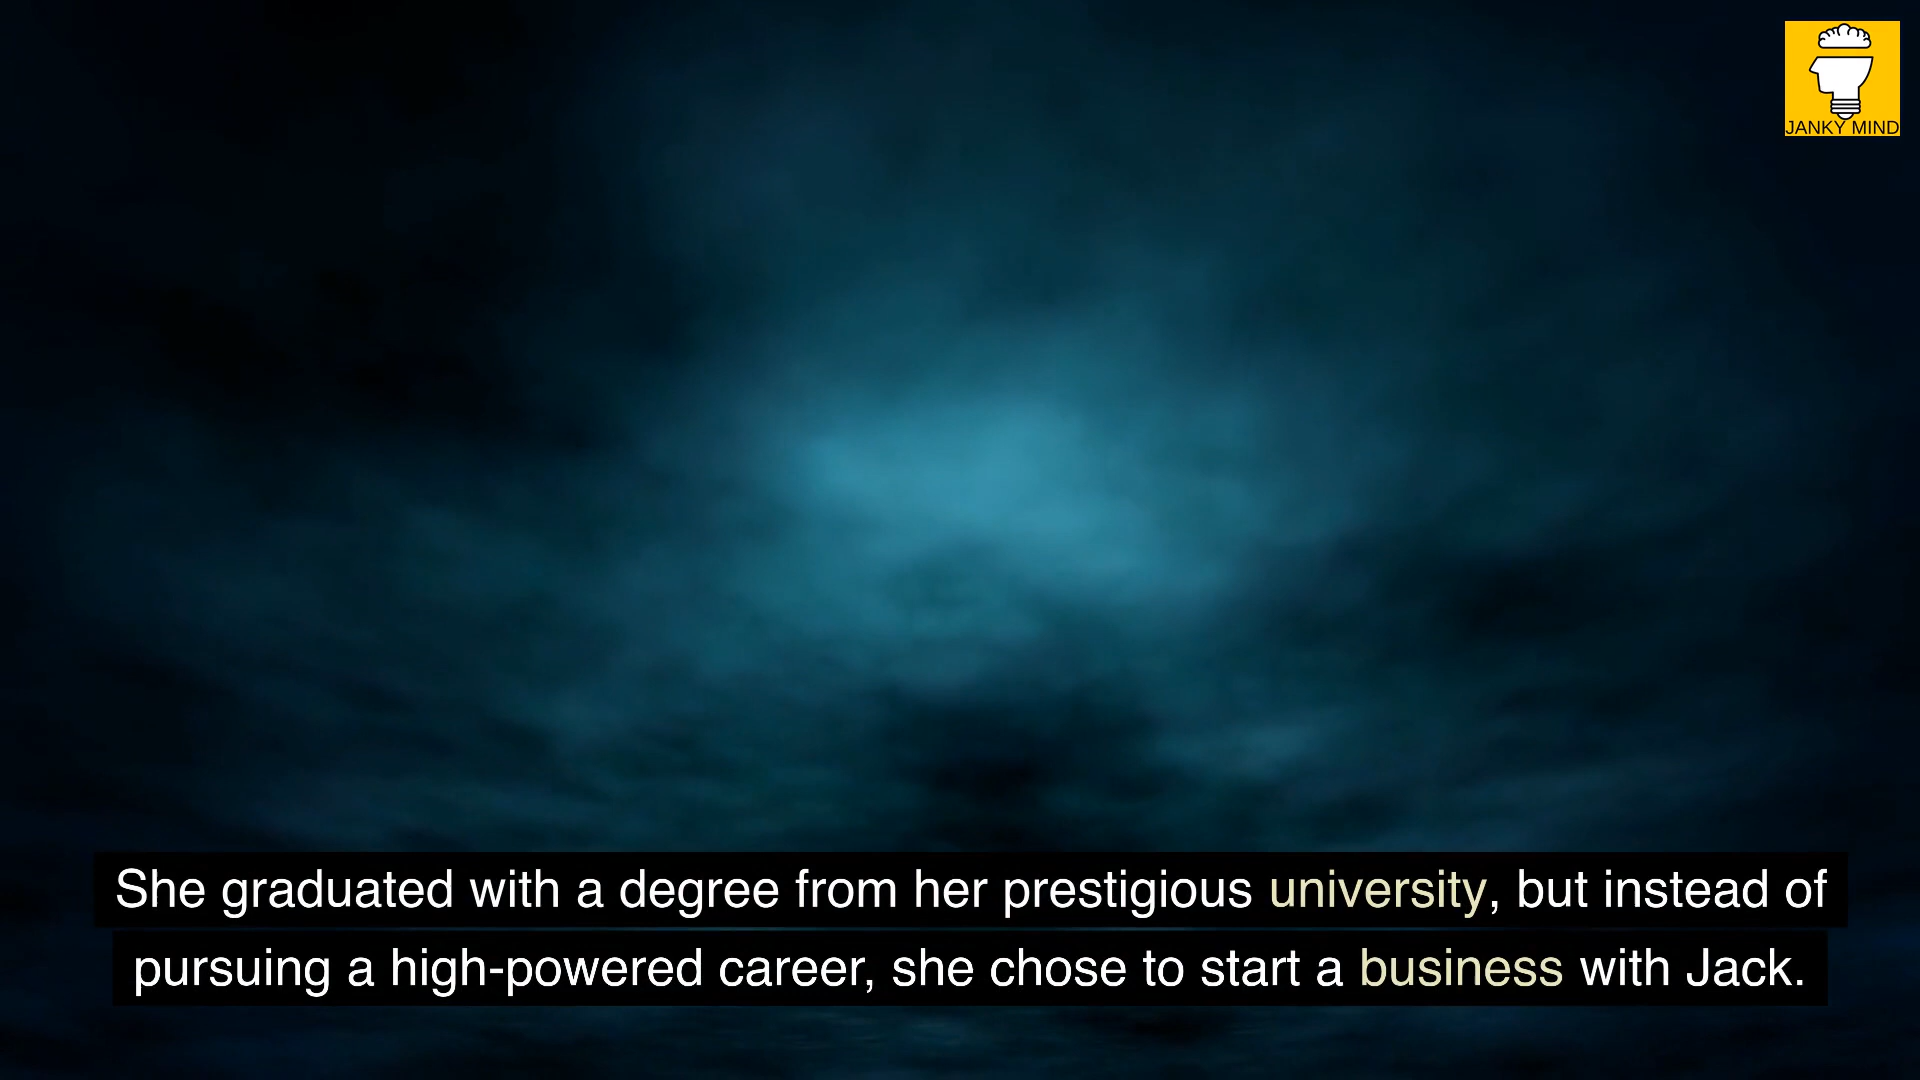 JANKY MIND
She graduated with a degree from her prestigious university, but instead of
pursuing a high-powered career, she chose to start a business with Jack.